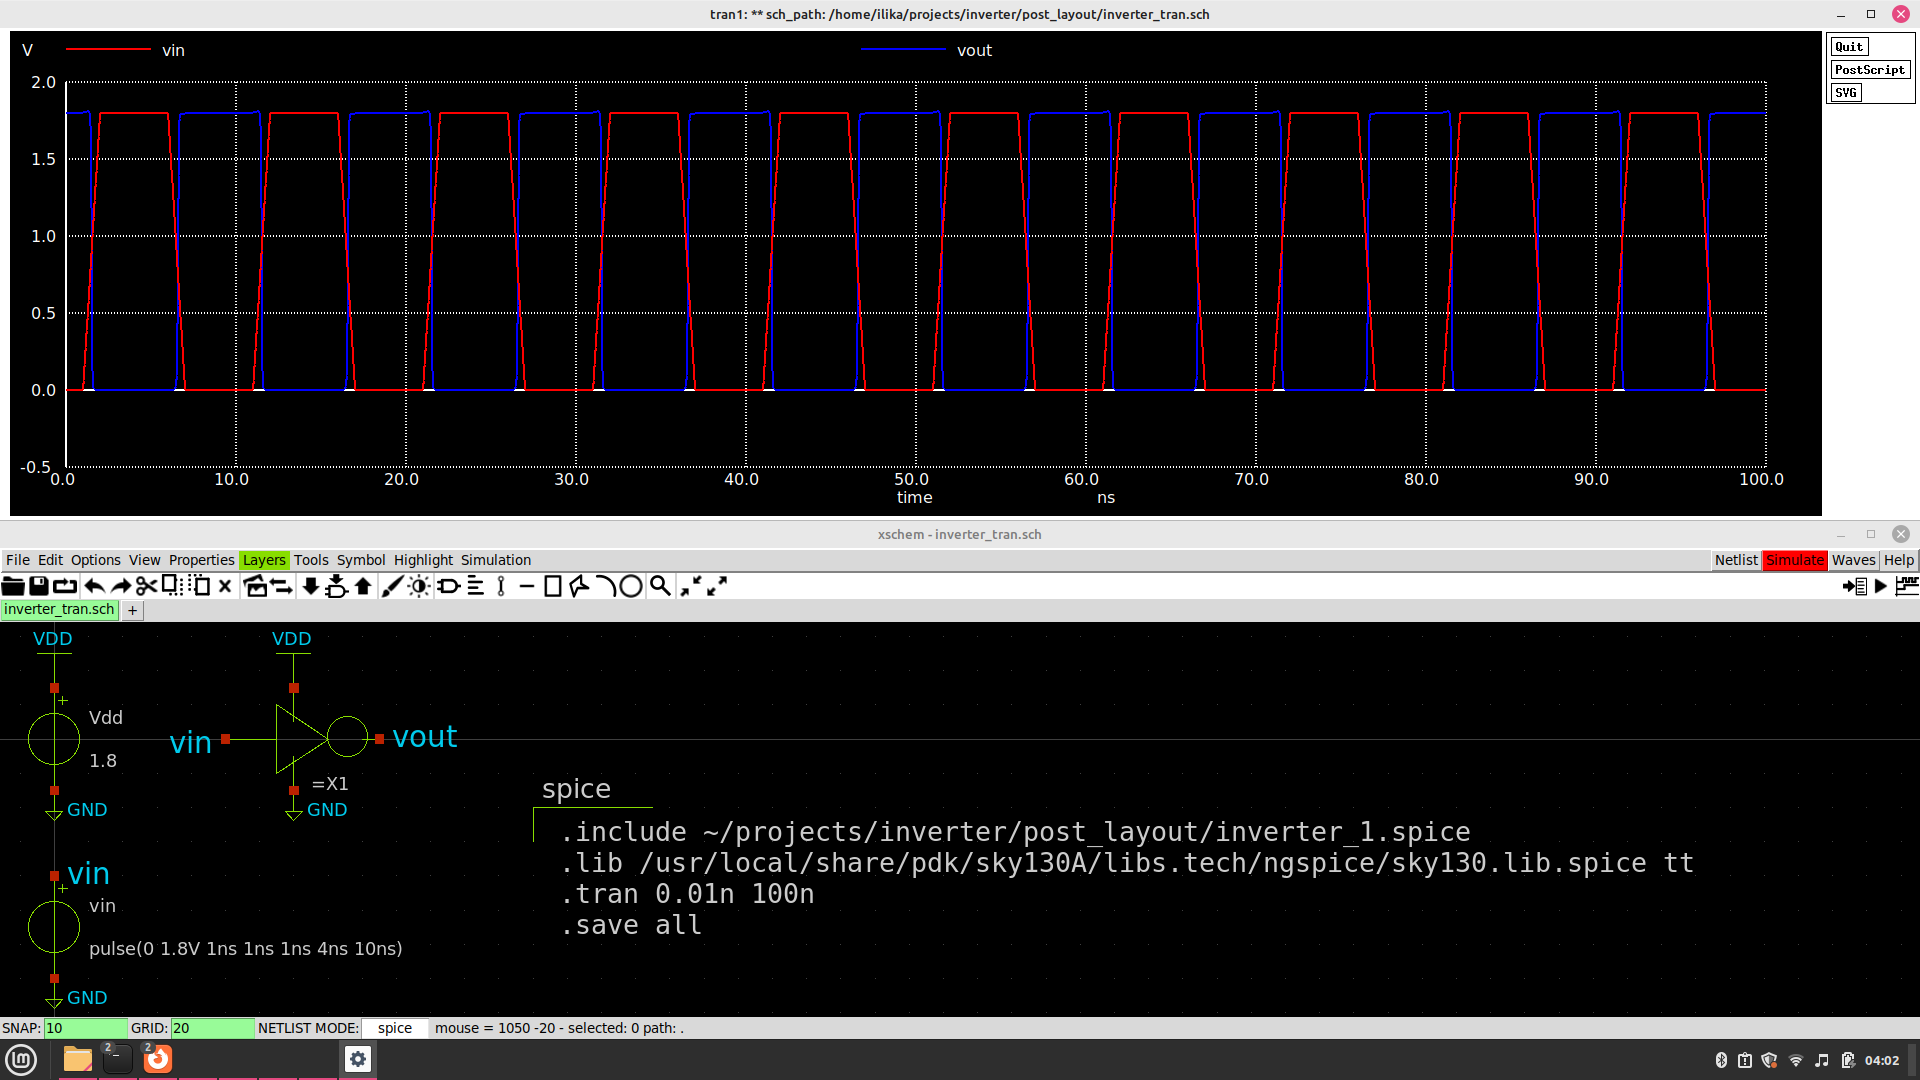 tran1: ** sch_path: /home/ilika/projects/inverter/post_layout/inverter_tran.sch
V vin vout
Quit
PostScript
SVG
2.0
1.5
1.0
0.5
0.0
-0.5
0.0 10.0 20.0 30.0 40.0 50.0 60.0 70.0 80.0 90.0 100.0
time ns
xschem - inverter_tran.sch
File Edit Options View Properties Layers Tools Symbol Highlight Simulation Netlist Simulate Waves Help
inverter_tran.sch +
VDD VDD
+
Vdd
1.8
vin vout
=X1
GND GND
spice
.include ~/projects/inverter/post_layout/inverter_1.spice
.lib /usr/local/share/pdk/sky130A/libs.tech/ngspice/sky130.lib.spice tt
.tran 0.01n 100n
.save all
vin
+
vin
pulse(0 1.8V 1ns 1ns 1ns 4ns 10ns)
GND
SNAP: 10 GRID: 20 NETLIST MODE: spice mouse = 1050 -20 - selected: 0 path: .
2 2
lm 04:02